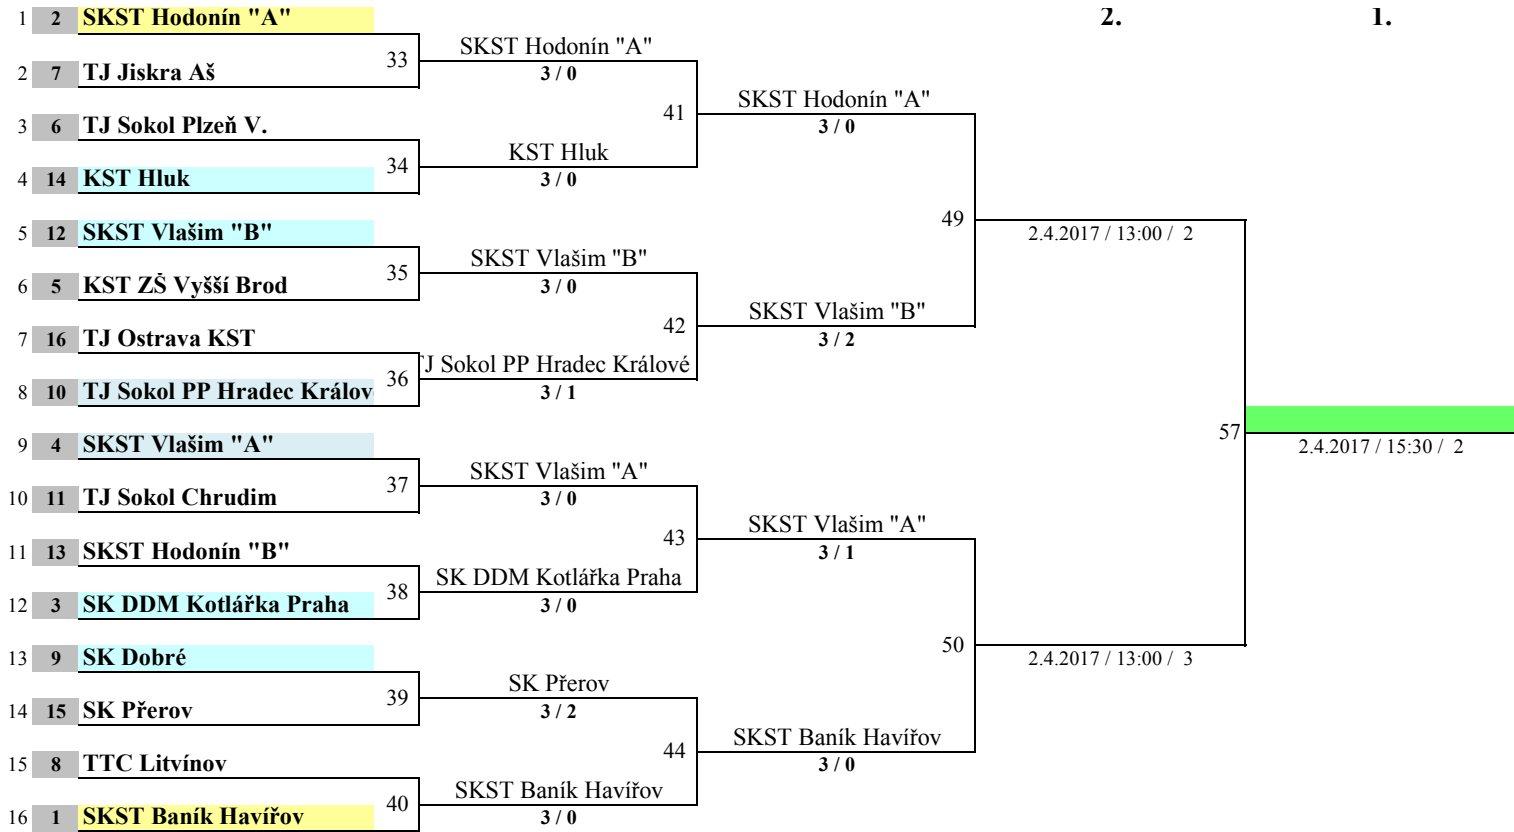 2. 1.
1 2 SKST Hodonín "A"
SKST Hodonín "A"
33
3 / 0
2 7 TJ Jiskra Aš
SKST Hodonín "A"
41
3 / 0
3 6 TJ Sokol Plzeň V.
KST Hluk
34
3 / 0
4 14 KST Hluk
49
2.4.2017 / 13:00 / 2
5 12 SKST Vlašim "B"
SKST Vlašim "B"
35
3 / 0
6 5 KST ZŠ Vyšší Brod
SKST Vlašim "B"
42
3 / 2
7 16 TJ Ostrava KST
TJ Sokol PP Hradec Králové
36
3 / 1
8 10 TJ Sokol PP Hradec Králov
57
2.4.2017 / 15:30 / 2
9 4 SKST Vlašim "A"
SKST Vlašim "A"
37
3 / 0
10 11 TJ Sokol Chrudim
SKST Vlašim "A"
43
3 / 1
11 13 SKST Hodonín "B"
SK DDM Kotlářka Praha
38
3 / 0
12 3 SK DDM Kotlářka Praha
50
2.4.2017 / 13:00 / 3
13 9 SK Dobré
SK Přerov
39
3 / 2
14 15 SK Přerov
SKST Baník Havířov
44
3 / 0
15 8 TTC Litvínov
SKST Baník Havířov
40
3 / 0
16 1 SKST Baník Havířov